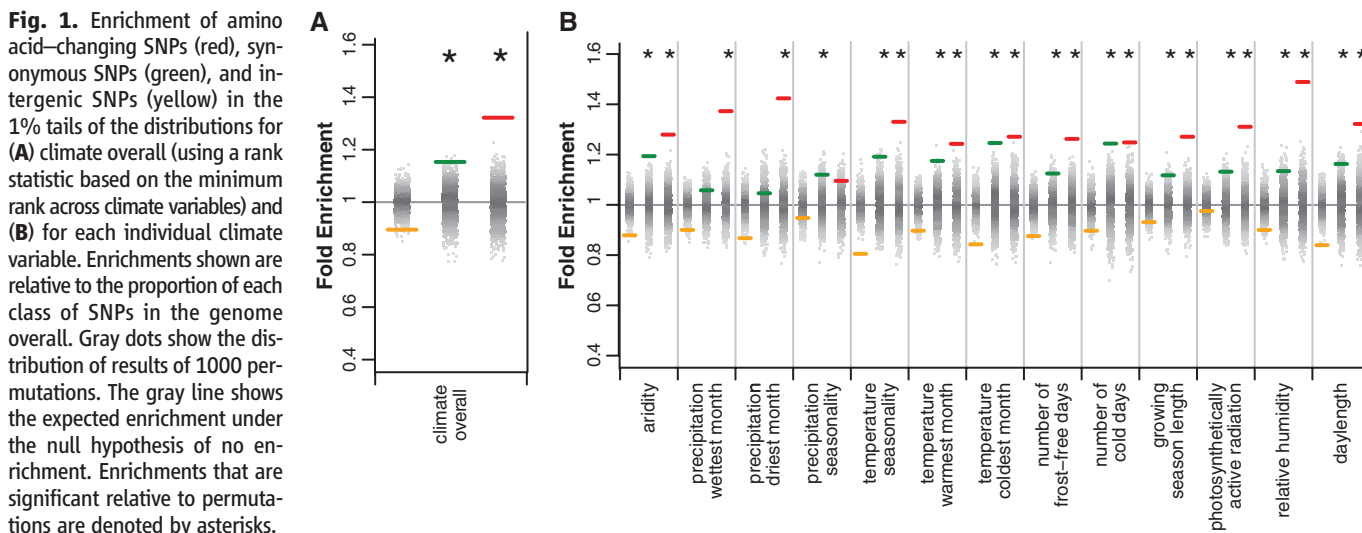 Fig. 1. Enrichment of amino
acid–changing SNPs (red), syn-
onymous SNPs (green), and in-
tergenic SNPs (yellow) in the
1% tails of the distributions for
(A) climate overall (using a rank
statistic based on the minimum
rank across climate variables) and
(B) for each individual climate
variable. Enrichments shown are
relative to the proportion of each
class of SNPs in the genome
overall. Gray dots show the dis-
tribution of results of 1000 per-
mutations. The gray line shows
the expected enrichment under
the null hypothesis of no en-
richment. Enrichments that are
significant relative to permuta-
tions are denoted by asterisks.
A
Fold Enrichment
1.6
1.4
1.2
1
0.8
0.6
0.4
* *
climate
overall
B
Fold Enrichment
1.6
1.4
1.2
1
0.8
0.6
0.4
* * * * * * * * * * * * * * * * * * * * * * *
aridity
precipitation
wettest month
precipitation
driest month
precipitation
seasonality
temperature
seasonality
temperature
warmest month
temperature
coldest month
number of
frost–free days
number of
cold days
growing
season length
photosynthetically
active radiation
relative humidity
daylength